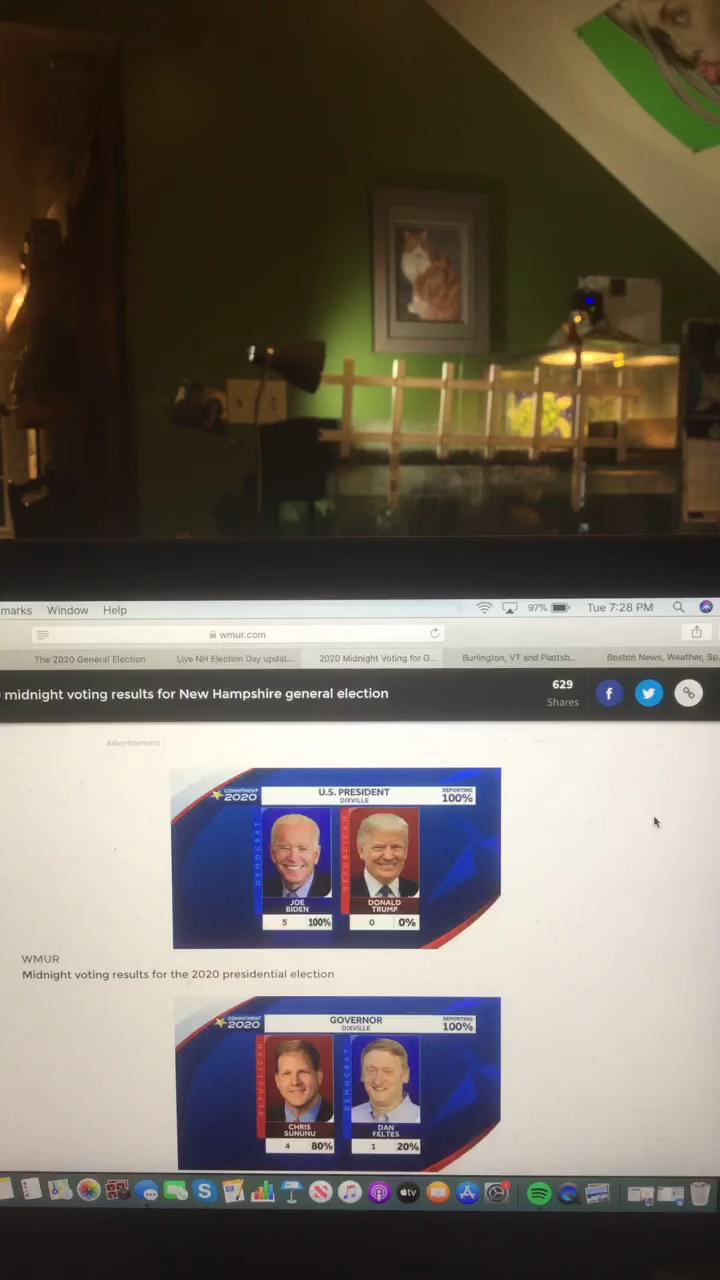 marks Window Help 97% Tue 7:28 PM
wmur.com
The 2020 General Election Live NH Election Day updat... 2020 Midnight Voting for G... Burlington, VT and Plattsb... Boston News, Weather, Sp
midnight voting results for New Hampshire general election
629
Shares
Advertisement
COMMITMENT
2020
U.S. PRESIDENT
DIXVILLE
REPORTING
100%
DEMOCRAT
JOE
BIDEN
5 100%
REPUBLICAN
DONALD
TRUMP
0 0%
WMUR
Midnight voting results for the 2020 presidential election
COMMITMENT
2020
GOVERNOR
DIXVILLE
REPORTING
100%
REPUBLICAN
CHRIS
SUNUNU
4 80%
DEMOCRAT
DAN
FELTES
1 20%
tv